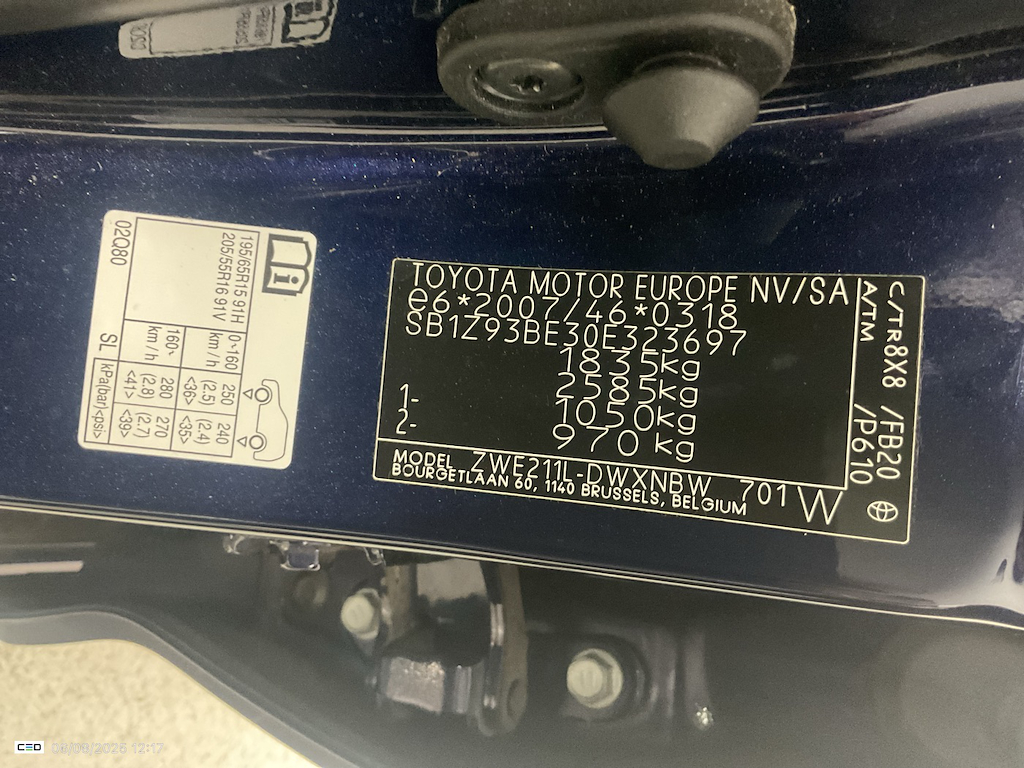 TOYOTA MOTOR EUROPE NV/SA
e6*2007/46*0318
SB1Z93BE30E323697
1835kg
2585kg
1- 1050kg
2- 970 kg
MODEL ZWE211L-DWXNBW 701 W
BOURGETLAAN 60, 1140 BRUSSELS, BELGIUM
C/TR 8X8 /FB20
A/TM /P610
195/65R15 91H
205/55R16 91V
0~160 km/h 250 (2.5) <36> 240 (2.4) <35>
160~ km/h 280 (2.8) <41> 270 (2.7) <39>
02Q80 SL kPa(bar)<psi>
CEO